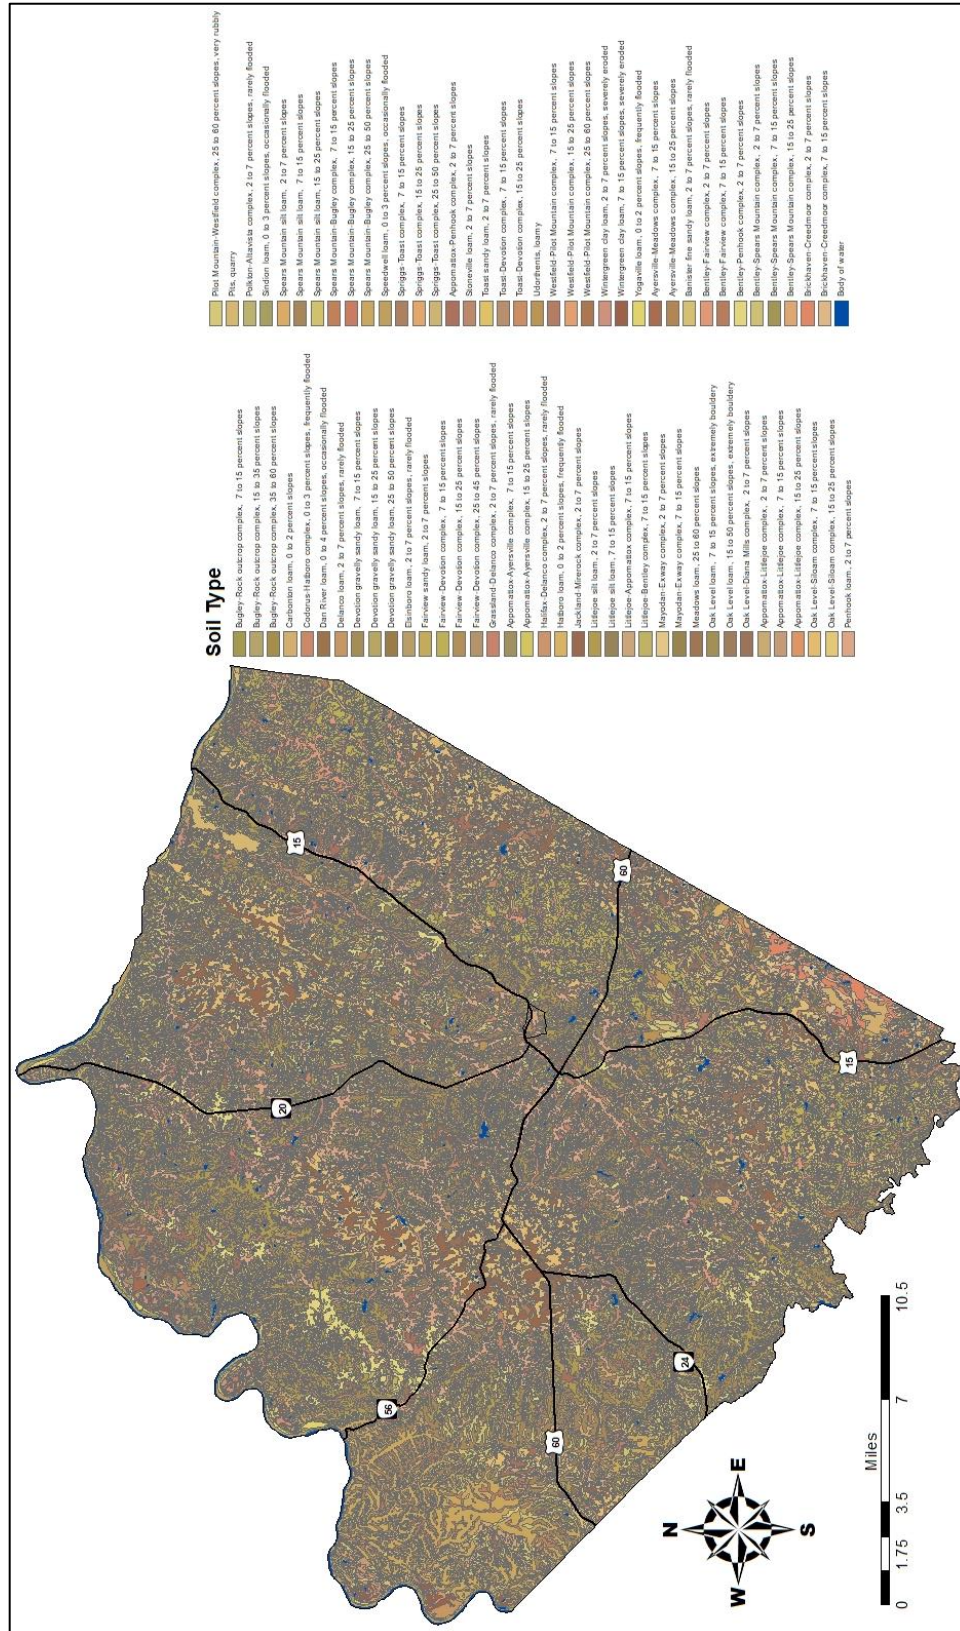 Soil Type
Bugley-Rock outcrop complex, 7 to 15 percent slopes
Bugley-Rock outcrop complex, 15 to 35 percent slopes
Bugley-Rock outcrop complex, 35 to 60 percent slopes
Carbonton loam, 0 to 2 percent slopes
Codorus-Hatboro complex, 0 to 3 percent slopes, frequently flooded
Dan River loam, 0 to 4 percent slopes, occasionally flooded
Delanco loam, 2 to 7 percent slopes, rarely flooded
Devotion gravelly sandy loam, 7 to 15 percent slopes
Devotion gravelly sandy loam, 15 to 25 percent slopes
Devotion gravelly sandy loam, 25 to 50 percent slopes
Elsinboro loam, 2 to 7 percent slopes, rarely flooded
Fairview sandy loam, 2 to 7 percent slopes
Fairview-Devotion complex, 7 to 15 percent slopes
Fairview-Devotion complex, 15 to 25 percent slopes
Fairview-Devotion complex, 25 to 45 percent slopes
Grassland-Delanco complex, 2 to 7 percent slopes, rarely flooded
Appomattox-Ayersville complex, 7 to 15 percent slopes
Appomattox-Ayersville complex, 15 to 25 percent slopes
Halifax-Delanco complex, 2 to 7 percent slopes, rarely flooded
Hatboro loam, 0 to 2 percent slopes, frequently flooded
Jackland-Mirerock complex, 2 to 7 percent slopes
Littlejoe silt loam, 2 to 7 percent slopes
Littlejoe silt loam, 7 to 15 percent slopes
Littlejoe-Appomattox complex, 7 to 15 percent slopes
Littlejoe-Bentley complex, 7 to 15 percent slopes
Mayodan-Exway complex, 2 to 7 percent slopes
Mayodan-Exway complex, 7 to 15 percent slopes
Meadows loam, 25 to 60 percent slopes
Oak Level loam, 7 to 15 percent slopes, extremely bouldery
Oak Level loam, 15 to 50 percent slopes, extremely bouldery
Oak Level-Diana Mills complex, 2 to 7 percent slopes
Appomattox-Littlejoe complex, 2 to 7 percent slopes
Appomattox-Littlejoe complex, 7 to 15 percent slopes
Appomattox-Littlejoe complex, 15 to 25 percent slopes
Oak Level-Siloam complex, 7 to 15 percent slopes
Oak Level-Siloam complex, 15 to 25 percent slopes
Penhook loam, 2 to 7 percent slopes
Pilot Mountain-Westfield complex, 25 to 60 percent slopes, very rubbly
Pits, quarry
Polkton-Altavista complex, 2 to 7 percent slopes, rarely flooded
Sindion loam, 0 to 3 percent slopes, occasionally flooded
Spears Mountain silt loam, 2 to 7 percent slopes
Spears Mountain silt loam, 7 to 15 percent slopes
Spears Mountain silt loam, 15 to 25 percent slopes
Spears Mountain-Bugley complex, 7 to 15 percent slopes
Spears Mountain-Bugley complex, 15 to 25 percent slopes
Spears Mountain-Bugley complex, 25 to 50 percent slopes
Speedwell loam, 0 to 3 percent slopes, occasionally flooded
Spriggs-Toast complex, 7 to 15 percent slopes
Spriggs-Toast complex, 15 to 25 percent slopes
Spriggs-Toast complex, 25 to 50 percent slopes
Appomattox-Penhook complex, 2 to 7 percent slopes
Stoneville loam, 2 to 7 percent slopes
Toast sandy loam, 2 to 7 percent slopes
Toast-Devotion complex, 7 to 15 percent slopes
Toast-Devotion complex, 15 to 25 percent slopes
Udorthents, loamy
Westfield-Pilot Mountain complex, 7 to 15 percent slopes
Westfield-Pilot Mountain complex, 15 to 25 percent slopes
Westfield-Pilot Mountain complex, 25 to 60 percent slopes
Wintergreen clay loam, 2 to 7 percent slopes, severely eroded
Wintergreen clay loam, 7 to 15 percent slopes, severely eroded
Yogaville loam, 0 to 2 percent slopes, frequently flooded
Ayersville-Meadows complex, 7 to 15 percent slopes
Ayersville-Meadows complex, 15 to 25 percent slopes
Banister fine sandy loam, 2 to 7 percent slopes, rarely flooded
Bentley-Fairview complex, 2 to 7 percent slopes
Bentley-Fairview complex, 7 to 15 percent slopes
Bentley-Penhook complex, 2 to 7 percent slopes
Bentley-Spears Mountain complex, 2 to 7 percent slopes
Bentley-Spears Mountain complex, 7 to 15 percent slopes
Bentley-Spears Mountain complex, 15 to 25 percent slopes
Brickhaven-Creedmoor complex, 2 to 7 percent slopes
Brickhaven-Creedmoor complex, 7 to 15 percent slopes
Body of water
20
15
56
60
60
24
15
N
W
E
S
Miles
0 1.75 3.5 7 10.5